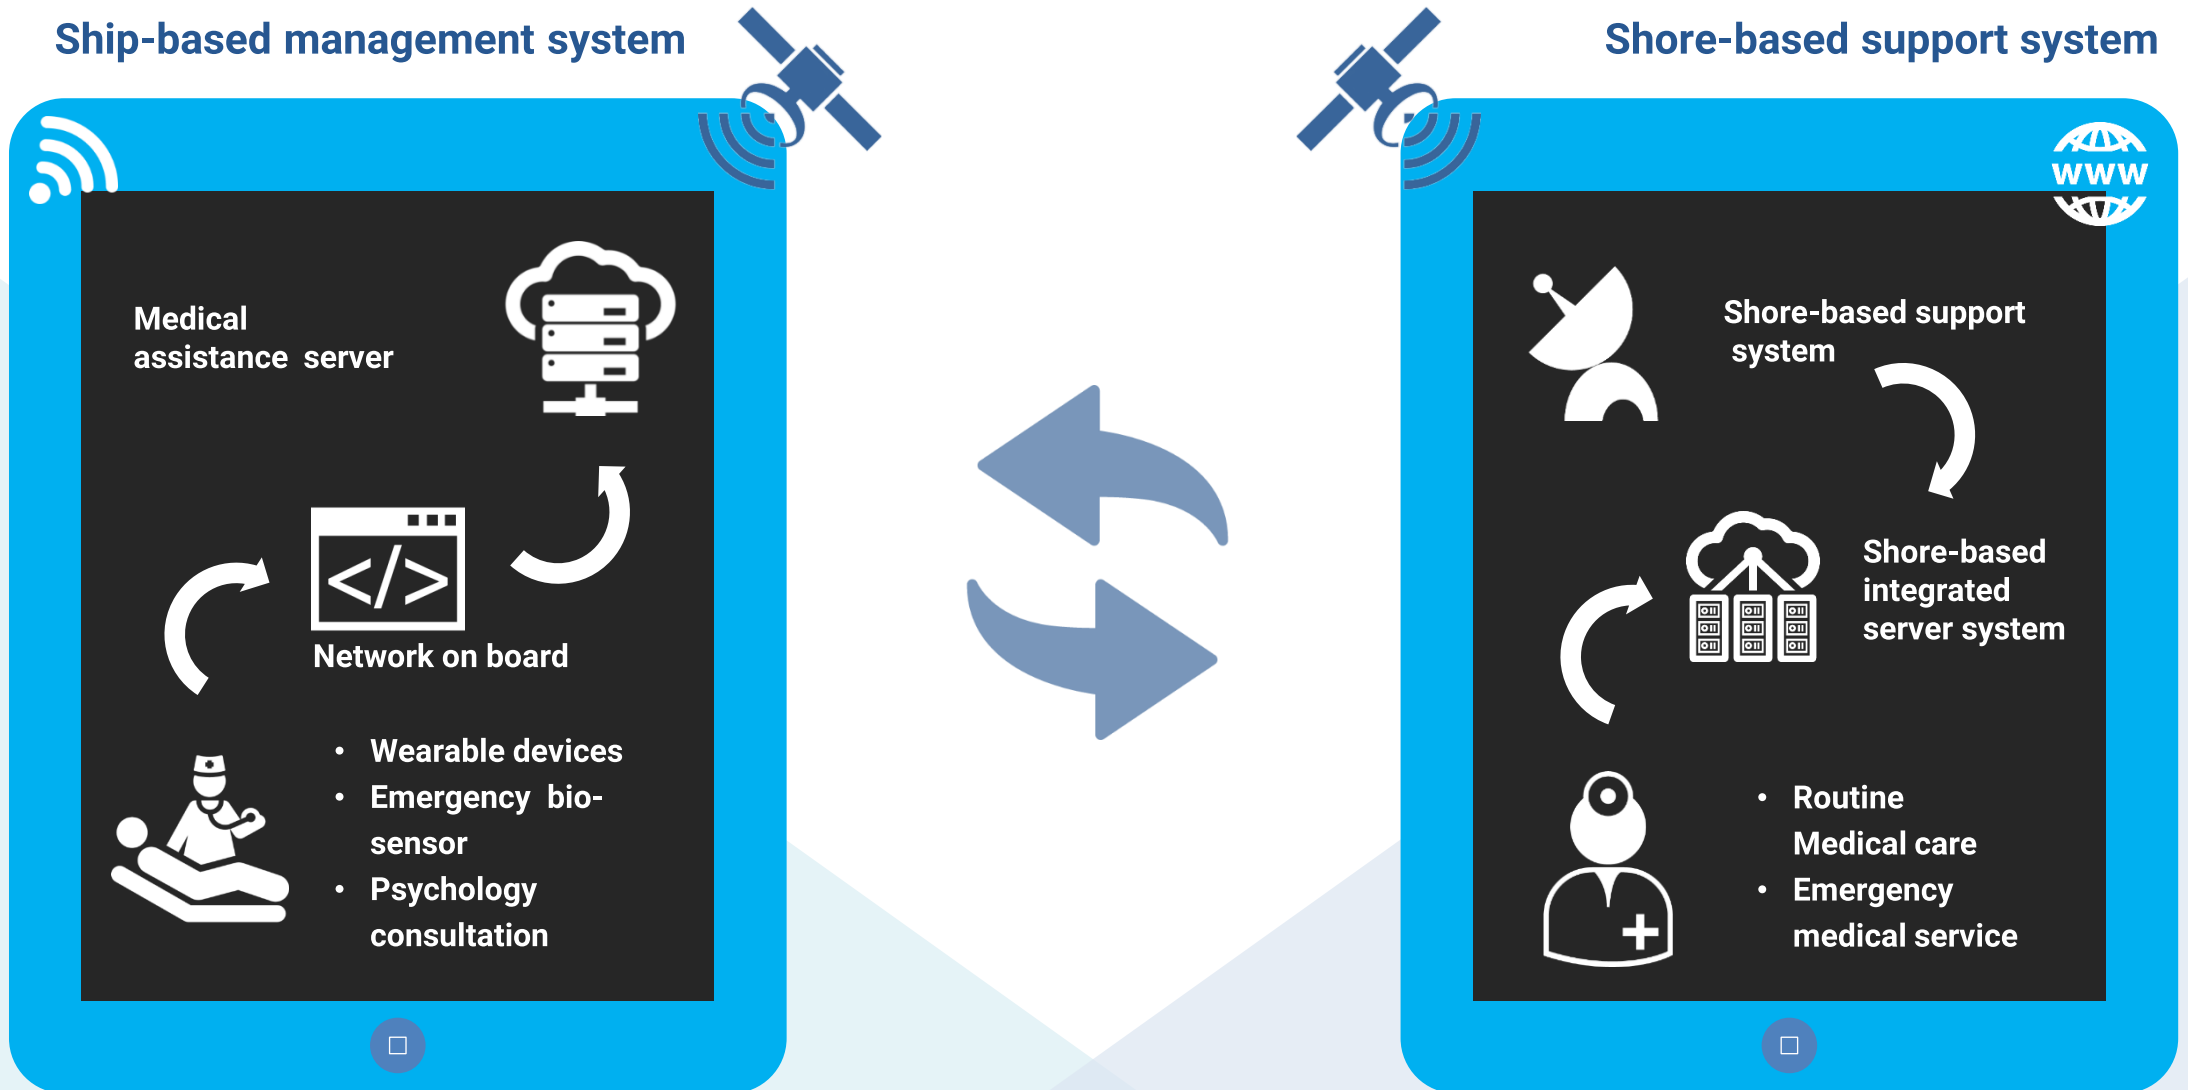 Ship-based management system
Shore-based support system
Medical
assistance server
</>
Network on board
• Wearable devices
• Emergency bio-
sensor
• Psychology
consultation
WWW
Shore-based support
system
Shore-based
integrated
server system
• Routine
Medical care
• Emergency
medical service